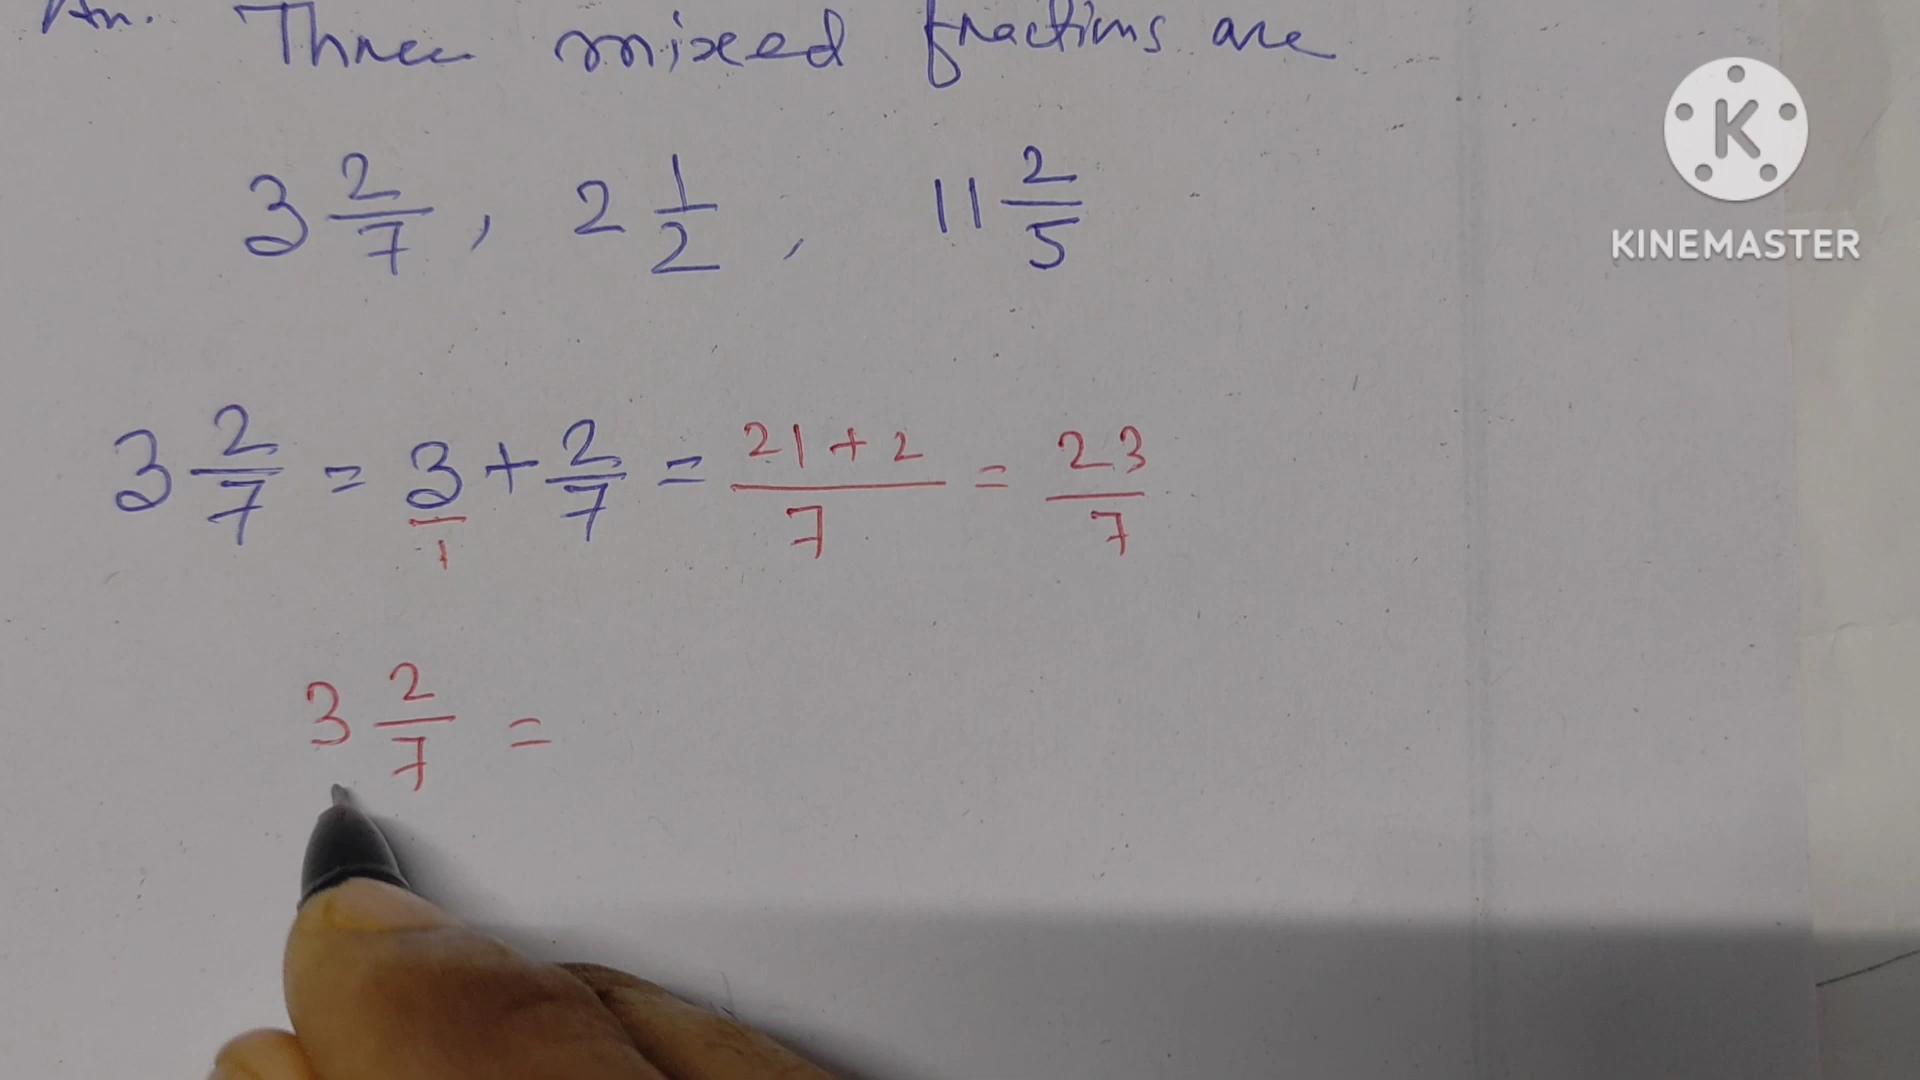 An. Three mixed fractions are
K
KINEMASTER
3 2/7, 2 1/2, 11 2/5
3 2/7 = 3/1 + 2/7 = 21+2/7 = 23/7
3 2/7 =